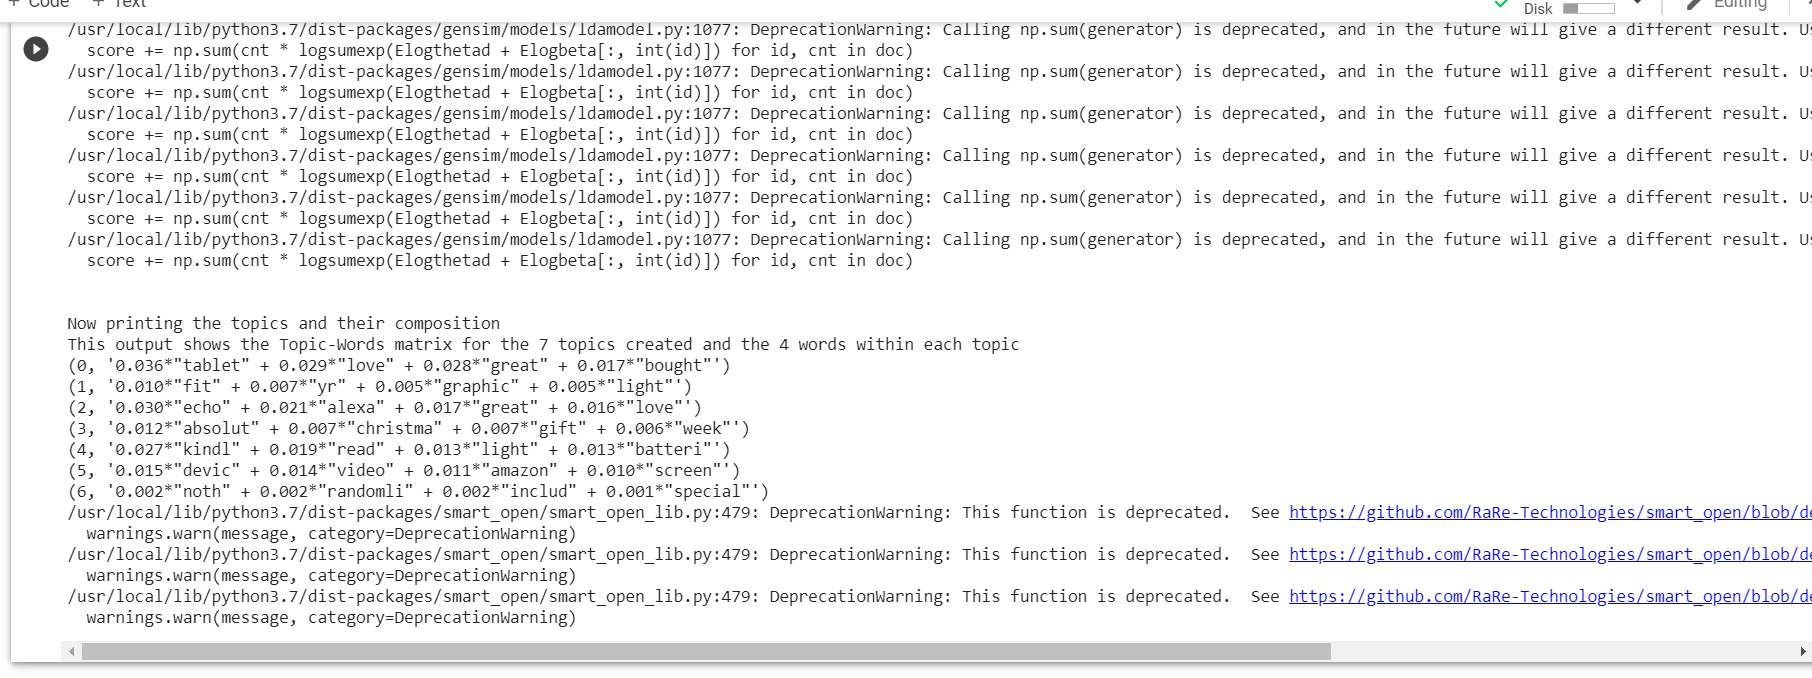 + Code + Text
Disk Editing
/usr/local/lib/python3.7/dist-packages/gensim/models/ldamodel.py:1077: DeprecationWarning: Calling np.sum(generator) is deprecated, and in the future will give a different result.
score += np.sum(cnt * logsumexp(Elogthetad + Elogbeta[:, int(id)]) for id, cnt in doc)
/usr/local/lib/python3.7/dist-packages/gensim/models/ldamodel.py:1077: DeprecationWarning: Calling np.sum(generator) is deprecated, and in the future will give a different result.
score += np.sum(cnt * logsumexp(Elogthetad + Elogbeta[:, int(id)]) for id, cnt in doc)
/usr/local/lib/python3.7/dist-packages/gensim/models/ldamodel.py:1077: DeprecationWarning: Calling np.sum(generator) is deprecated, and in the future will give a different result.
score += np.sum(cnt * logsumexp(Elogthetad + Elogbeta[:, int(id)]) for id, cnt in doc)
/usr/local/lib/python3.7/dist-packages/gensim/models/ldamodel.py:1077: DeprecationWarning: Calling np.sum(generator) is deprecated, and in the future will give a different result.
score += np.sum(cnt * logsumexp(Elogthetad + Elogbeta[:, int(id)]) for id, cnt in doc)
/usr/local/lib/python3.7/dist-packages/gensim/models/ldamodel.py:1077: DeprecationWarning: Calling np.sum(generator) is deprecated, and in the future will give a different result.
score += np.sum(cnt * logsumexp(Elogthetad + Elogbeta[:, int(id)]) for id, cnt in doc)
/usr/local/lib/python3.7/dist-packages/gensim/models/ldamodel.py:1077: DeprecationWarning: Calling np.sum(generator) is deprecated, and in the future will give a different result.
score += np.sum(cnt * logsumexp(Elogthetad + Elogbeta[:, int(id)]) for id, cnt in doc)
Now printing the topics and their composition
This output shows the Topic-Words matrix for the 7 topics created and the 4 words within each topic
(0, '0.036*"tablet" + 0.029*"love" + 0.028*"great" + 0.017*"bought"')
(1, '0.010*"fit" + 0.007*"yr" + 0.005*"graphic" + 0.005*"light"')
(2, '0.030*"echo" + 0.021*"alexa" + 0.017*"great" + 0.016*"love"')
(3, '0.012*"absolut" + 0.007*"christma" + 0.007*"gift" + 0.006*"week"')
(4, '0.027*"kindl" + 0.019*"read" + 0.013*"light" + 0.013*"batteri"')
(5, '0.015*"devic" + 0.014*"video" + 0.011*"amazon" + 0.010*"screen"')
(6, '0.002*"noth" + 0.002*"randomli" + 0.002*"includ" + 0.001*"special"')
/usr/local/lib/python3.7/dist-packages/smart_open/smart_open_lib.py:479: DeprecationWarning: This function is deprecated. See https://github.com/RaRe-Technologies/smart_open/blob/de
warnings.warn(message, category=DeprecationWarning)
/usr/local/lib/python3.7/dist-packages/smart_open/smart_open_lib.py:479: DeprecationWarning: This function is deprecated. See https://github.com/RaRe-Technologies/smart_open/blob/de
warnings.warn(message, category=DeprecationWarning)
/usr/local/lib/python3.7/dist-packages/smart_open/smart_open_lib.py:479: DeprecationWarning: This function is deprecated. See https://github.com/RaRe-Technologies/smart_open/blob/de
warnings.warn(message, category=DeprecationWarning)